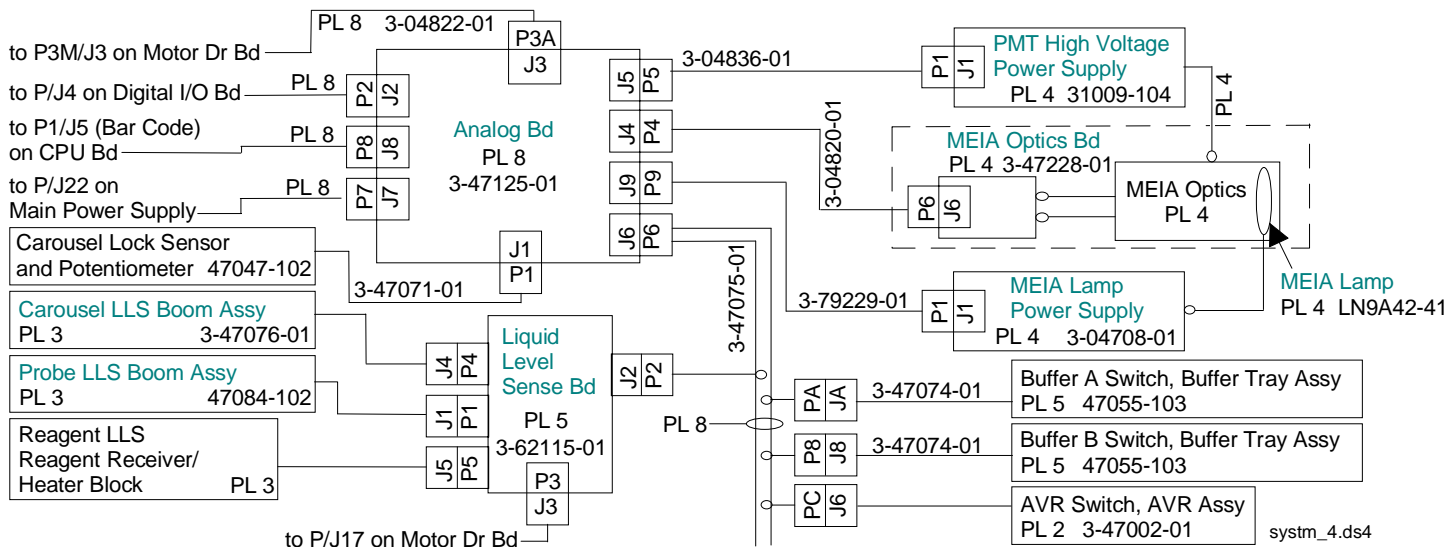 to P3M/J3 on Motor Dr Bd
PL 8 3-04822-01
P3A
J3
to P/J4 on Digital I/O Bd
PL 8
P2
J2
to P1/J5 (Bar Code)
on CPU Bd
PL 8
P8
J8
to P/J22 on
Main Power Supply
PL 8
P7
J7
Analog Bd
PL 8
3-47125-01
J5
P5
J4
P4
J9
P9
J6
P6
J1
P1
3-04836-01
P1
J1
PMT High Voltage
Power Supply
PL 4 31009-104
PL 4
3-04820-01
MEIA Optics Bd
PL 4 3-47228-01
P6
J6
MEIA Optics
PL 4
MEIA Lamp
PL 4 LN9A42-41
3-79229-01
P1
J1
MEIA Lamp
Power Supply
PL 4 3-04708-01
Carousel Lock Sensor
and Potentiometer 47047-102
3-47071-01
Carousel LLS Boom Assy
PL 3 3-47076-01
Probe LLS Boom Assy
PL 3 47084-102
Reagent LLS
Reagent Receiver/
Heater Block PL 3
J4
P4
J1
P1
J5
P5
Liquid
Level
Sense Bd
PL 5
3-62115-01
J2
P2
P3
J3
to P/J17 on Motor Dr Bd
3-47075-01
PL 8
PA
JA
3-47074-01
Buffer A Switch, Buffer Tray Assy
PL 5 47055-103
P8
J8
3-47074-01
Buffer B Switch, Buffer Tray Assy
PL 5 47055-103
PC
J6
AVR Switch, AVR Assy
PL 2 3-47002-01
systm_4.ds4